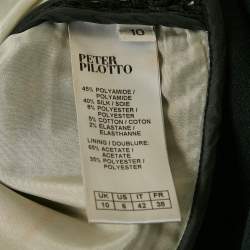 10
PETER
PILOTTO
45% POLYAMIDE /
POLYAMIDE
40% SILK / SOIE
8% POLYESTER /
POLYESTER
5% COTTON / COTON
2% ELASTANE /
ELASTHANNE
LINING / DOUBLURE:
65% ACETATE /
ACETATE
35% POLYESTER /
POLYESTER
UK US IT FR
10 6 42 38